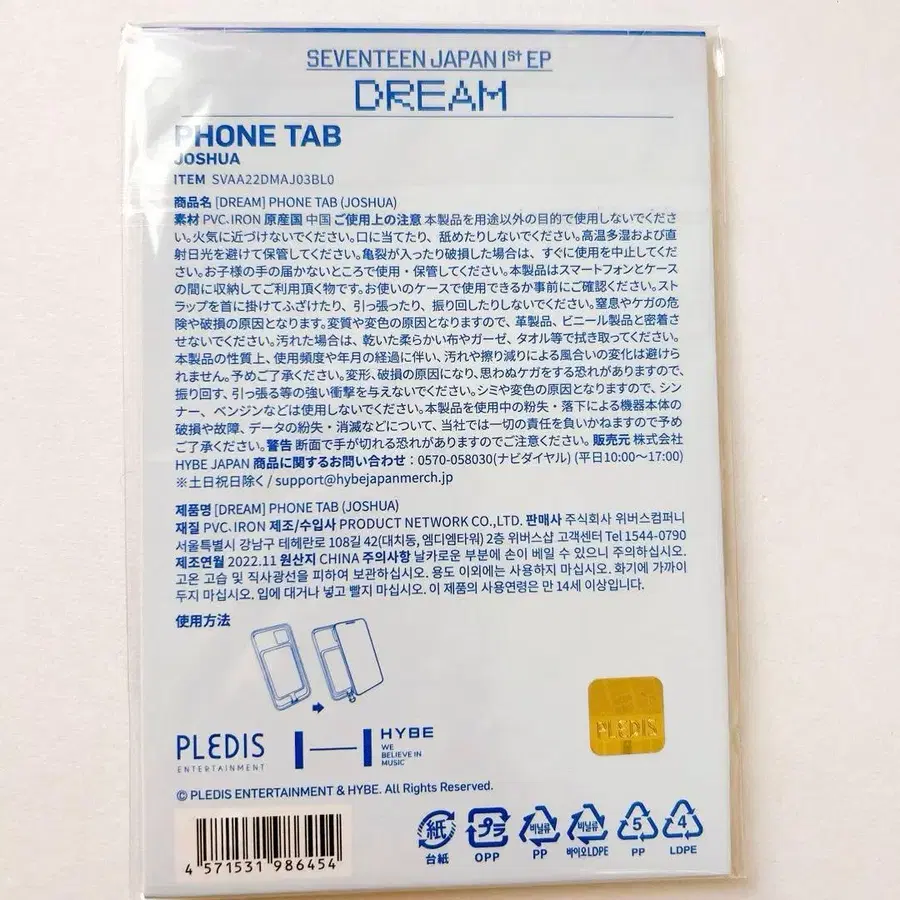 SEVENTEEN JAPAN 1st EP
DREAM
PHONE TAB
JOSHUA
ITEM SVAA22DMAJ03BL0
商品名 [DREAM] PHONE TAB (JOSHUA)
素材 PVC、IRON 原産国 中国 ご使用上の注意 本製品を用途以外の目的で使用しないでくださ
い。火気に近づけないでください。口に当てたり、舐めたりしないでください。高温多湿および直
射日光を避けて保管してください。亀裂が入ったり破損した場合は、すぐに使用を中止してくだ
さい。お子様の手の届かないところで使用・保管してください。本製品はスマートフォンとケース
の間に収納してご利用頂く物です。お使いのケースで使用できるか事前にご確認ください。スト
ラップを首に掛けてふざけたり、引っ張ったり、振り回したりしないでください。窒息やケガの危
険や破損の原因となります。変質や変色の原因となりますので、革製品、ビニール製品と密着さ
せないでください。汚れた場合は、乾いた柔らかい布やガーゼ、タオル等で拭き取ってください。
本製品の性質上、使用頻度や年月の経過に伴い、汚れや擦り減りによる風合いの変化は避けら
れません。予めご了承ください。変形、破損の原因になり、思わぬケガをする恐れがありますので、
振り回す、引っ張る等の強い衝撃を与えないでください。シミや変色の原因となりますので、シン
ナー、ベンジンなどは使用しないでください。本製品を使用中の紛失・落下による機器本体の
破損や故障、データの紛失・消滅などについて、当社では一切の責任を負いかねますので予め
ご了承ください。警告 断面で手が切れる恐れがありますのでご注意ください。販売元 株式会社
HYBE JAPAN 商品に関するお問い合わせ：0570-058030(ナビダイヤル) (平日10:00〜17:00)
※土日祝日除く / support@hybejapanmerch.jp
제품명 [DREAM] PHONE TAB (JOSHUA)
재질 PVC, IRON 제조/수입사 PRODUCT NETWORK CO.,LTD. 판매사 주식회사 위버스컴퍼니
서울특별시 강남구 테헤란로 108길 42(대치동, 엠디엠타워) 2층 위버스샵 고객센터 Tel 1544-0790
제조연월 2022.11 원산지 CHINA 주의사항 날카로운 부분에 손이 베일 수 있으니 주의하십시오.
고온 고습 및 직사광선을 피하여 보관하십시오. 용도 이외에는 사용하지 마십시오. 화기에 가까이
두지 마십시오. 입에 대거나 넣고 빨지 마십시오. 이 제품의 사용연령은 만 14세 이상입니다.
使用方法
PLEDIS
ENTERTAINMENT
HYBE
WE
BELIEVE IN
MUSIC
PLEDIS
© PLEDIS ENTERTAINMENT & HYBE. All Rights Reserved.
4 571531 986454
紙 プラ 비닐류 비닐류 5 4
台紙 OPP PP 바이오LDPE PP LDPE